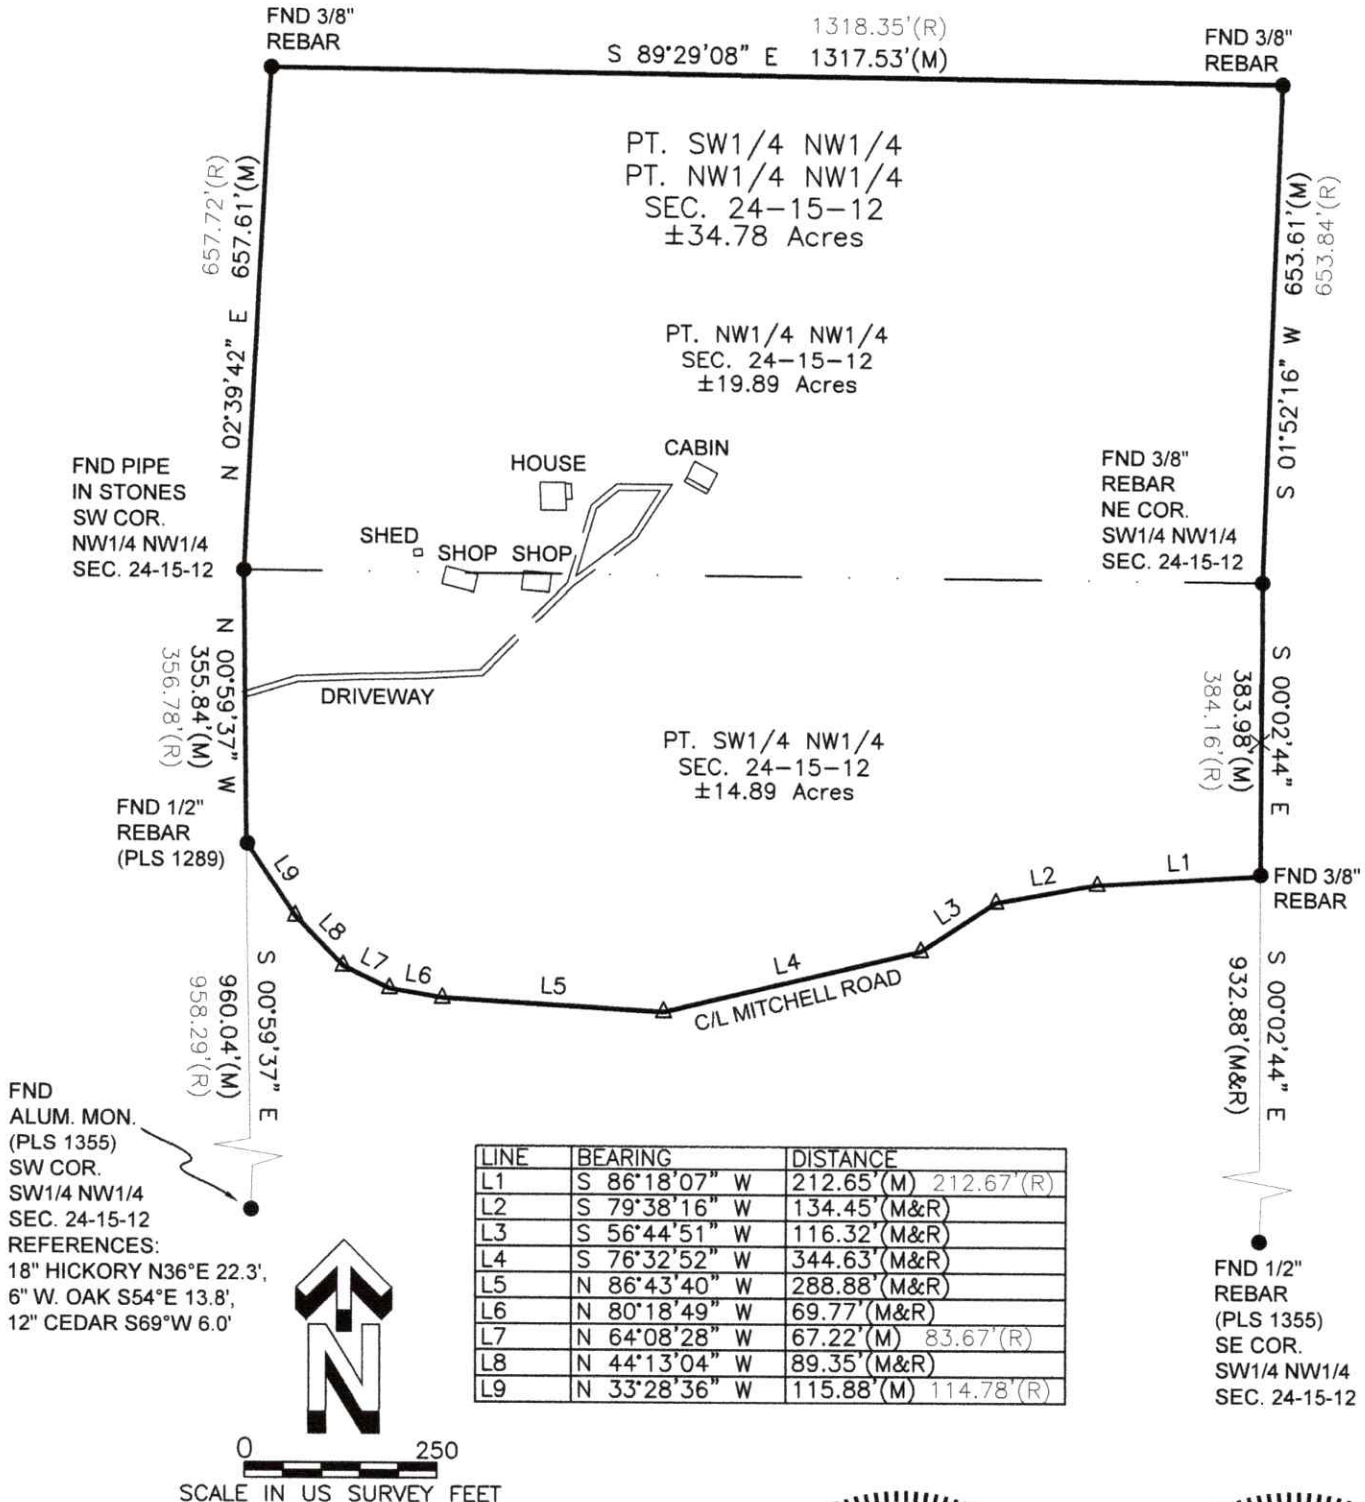 FND 3/8"
REBAR
1318.35'(R)
S 89°29'08" E 1317.53'(M)
FND 3/8"
REBAR
PT. SW1/4 NW1/4
PT. NW1/4 NW1/4
SEC. 24-15-12
±34.78 Acres
657.72'(R)
N 02°39'42" E 657.61'(M)
S 01°52'16" W 653.61'(M)
653.84'(R)
PT. NW1/4 NW1/4
SEC. 24-15-12
±19.89 Acres
CABIN
HOUSE
SHED
SHOP
SHOP
FND PIPE
IN STONES
SW COR.
NW1/4 NW1/4
SEC. 24-15-12
FND 3/8"
REBAR
NE COR.
SW1/4 NW1/4
SEC. 24-15-12
N 00°59'37" W
355.84'(M)
356.78'(R)
DRIVEWAY
S 00°02'44" E
383.98'(M)
384.16'(R)
PT. SW1/4 NW1/4
SEC. 24-15-12
±14.89 Acres
FND 1/2"
REBAR
(PLS 1289)
L9
L8
L7
L6
L5
L4
L3
L2
L1
C/L MITCHELL ROAD
FND 3/8"
REBAR
S 00°59'37" E
960.04'(M)
958.29'(R)
S 00°02'44" E
932.88'(M&R)
FND
ALUM. MON.
(PLS 1355)
SW COR.
SW1/4 NW1/4
SEC. 24-15-12
REFERENCES:
18" HICKORY N36°E 22.3',
6" W. OAK S54°E 13.8',
12" CEDAR S69°W 6.0'
LINE BEARING DISTANCE
L1 S 86°18'07" W 212.65'(M) 212.67'(R)
L2 S 79°38'16" W 134.45'(M&R)
L3 S 56°44'51" W 116.32'(M&R)
L4 S 76°32'52" W 344.63'(M&R)
L5 N 86°43'40" W 288.88'(M&R)
L6 N 80°18'49" W 69.77'(M&R)
L7 N 64°08'28" W 67.22'(M) 83.67'(R)
L8 N 44°13'04" W 89.35'(M&R)
L9 N 33°28'36" W 115.88'(M) 114.78'(R)
FND 1/2"
REBAR
(PLS 1355)
SE COR.
SW1/4 NW1/4
SEC. 24-15-12
N
0 250
SCALE IN US SURVEY FEET